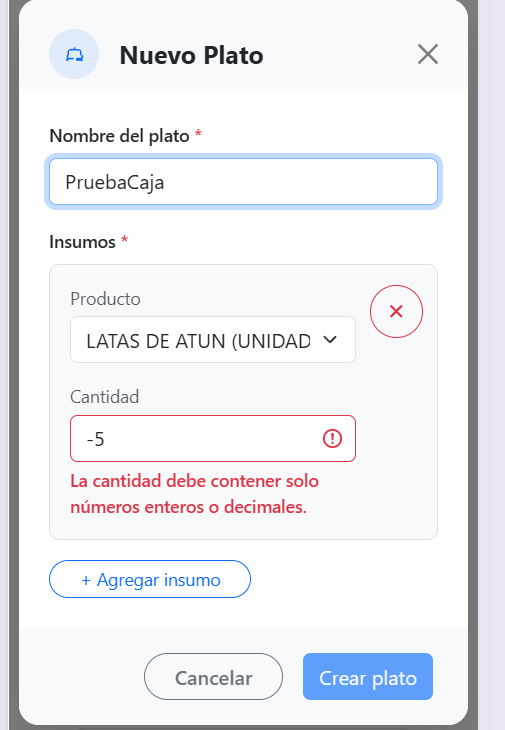 Nuevo Plato
Nombre del plato *
PruebaCaja
Insumos *
Producto
LATAS DE ATUN (UNIDAD
Cantidad
-5
La cantidad debe contener solo
números enteros o decimales.
+ Agregar insumo
Cancelar
Crear plato